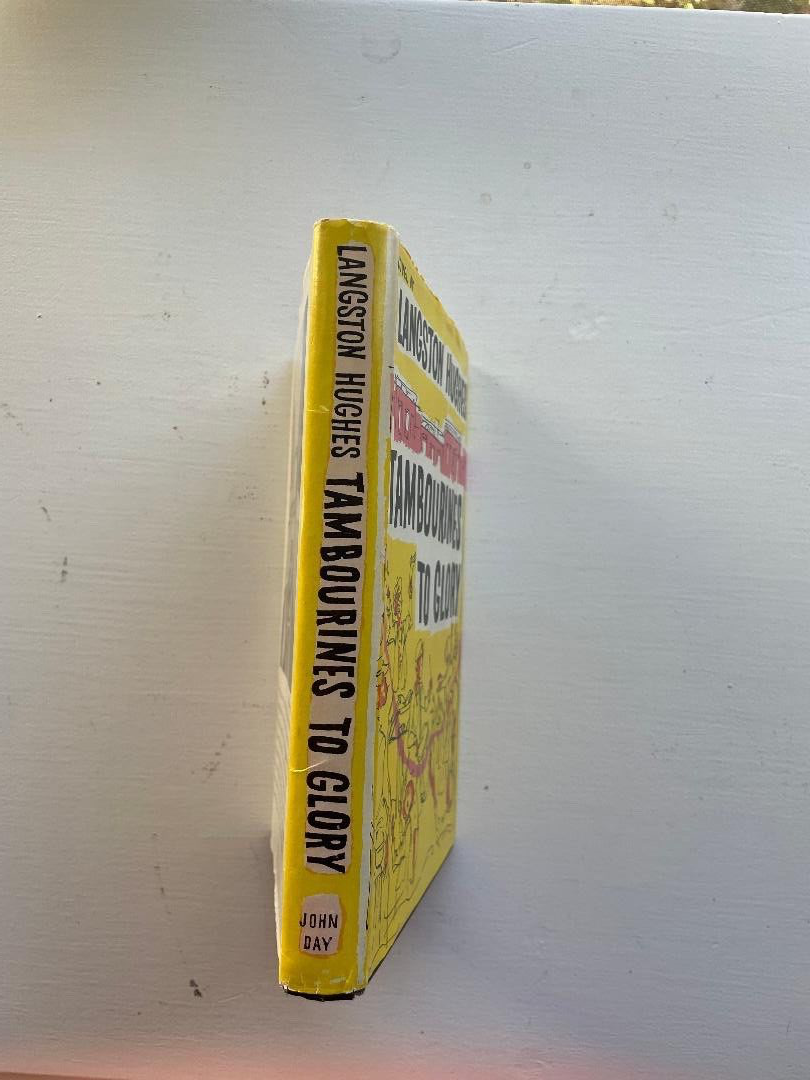 LANGSTON HUGHES TAMBOURINES TO GLORY
JOHN
DAY
LANGSTON HUGHES
TAMBOURINES
TO GLORY